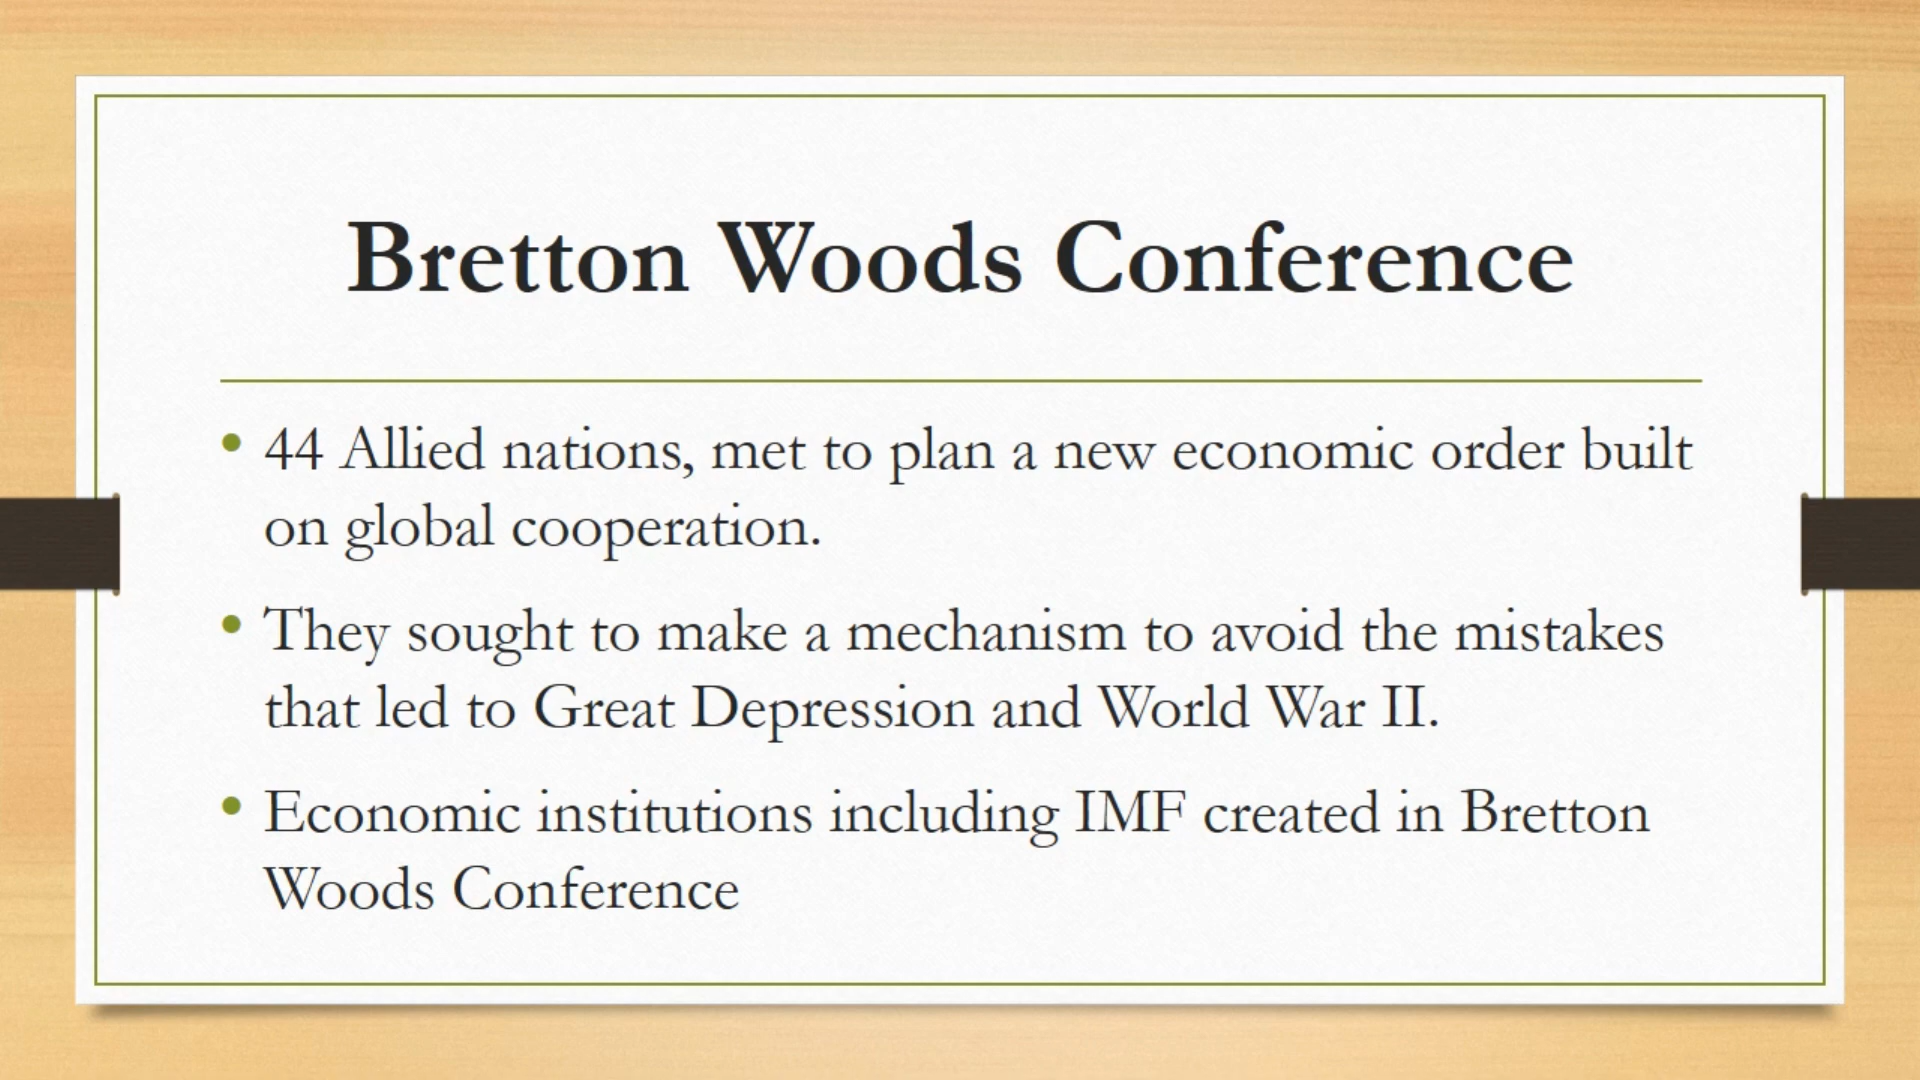 Bretton Woods Conference
• 44 Allied nations, met to plan a new economic order built
on global cooperation.
• They sought to make a mechanism to avoid the mistakes
that led to Great Depression and World War II.
• Economic institutions including IMF created in Bretton
Woods Conference